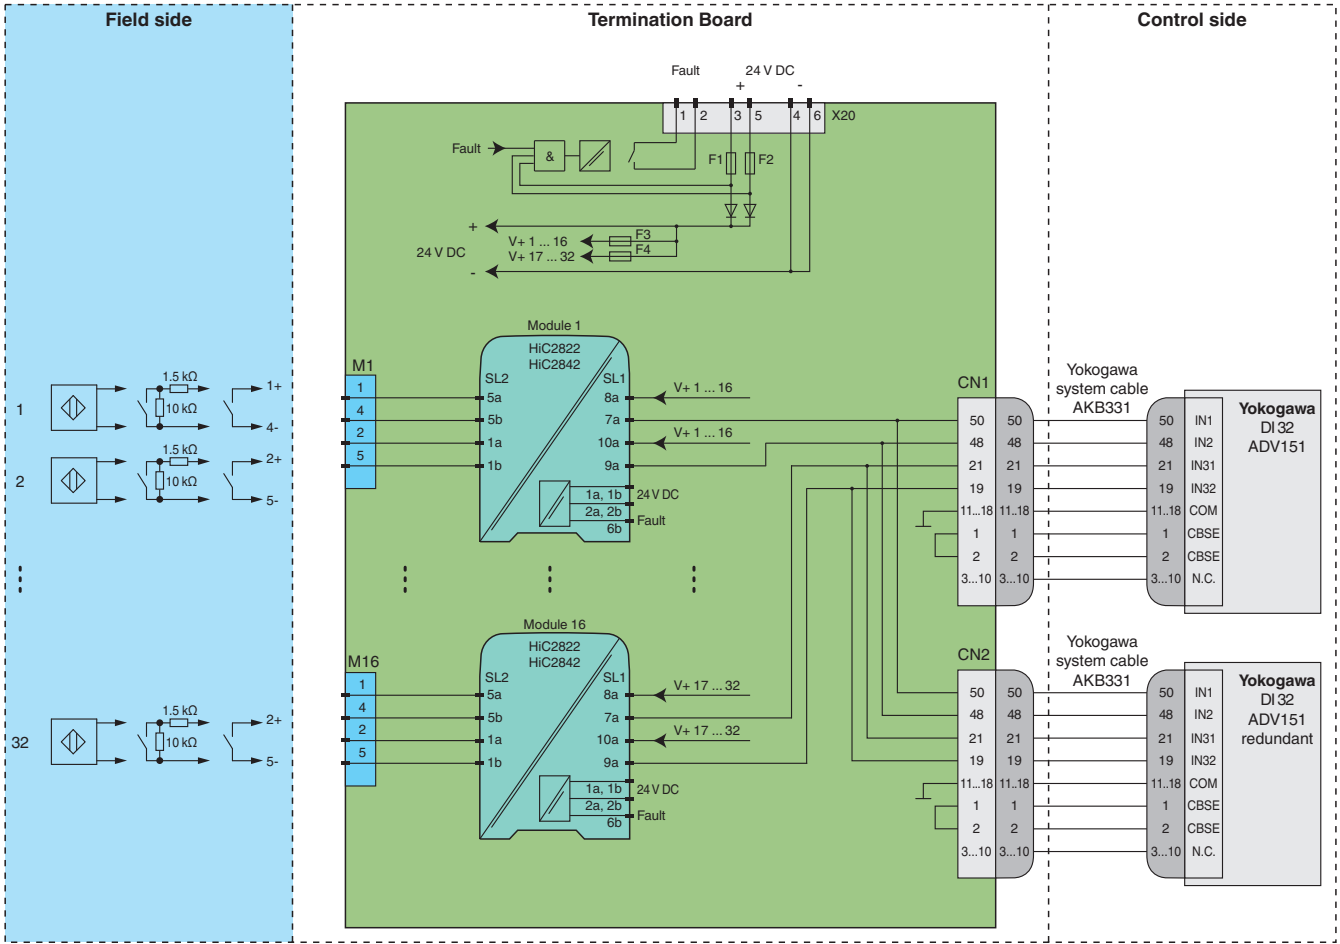 Field side
Termination Board
Control side
Fault
24 V DC
+ -
1 2 3 5 4 6 X20
Fault
&
F1 F2
+
24 V DC
-
V+ 1 ... 16 F3
V+ 17 ... 32 F4
1
1.5 kΩ
10 kΩ
1+
4-
2
1.5 kΩ
10 kΩ
2+
5-
32
1.5 kΩ
10 kΩ
2+
5-
M1
1
4
2
5
Module 1
HiC2822
HiC2842
SL2
5a
5b
1a
1b
SL1
8a
7a
10a
9a
V+ 1 ... 16
V+ 1 ... 16
1a, 1b
2a, 2b
6b
24 V DC
Fault
M16
1
4
2
5
Module 16
HiC2822
HiC2842
SL2
5a
5b
1a
1b
SL1
8a
7a
10a
9a
V+ 17 ... 32
V+ 17 ... 32
1a, 1b
2a, 2b
6b
24 V DC
Fault
CN1
Yokogawa
system cable
AKB331
50 50 50 IN1
48 48 48 IN2
21 21 21 IN31
19 19 19 IN32
11..18 11..18 11..18 COM
1 1 1 CBSE
2 2 2 CBSE
3...10 3...10 3...10 N.C.
Yokogawa
DI 32
ADV151
CN2
Yokogawa
system cable
AKB331
50 50 50 IN1
48 48 48 IN2
21 21 21 IN31
19 19 19 IN32
11..18 11..18 11..18 COM
1 1 1 CBSE
2 2 2 CBSE
3...10 3...10 3...10 N.C.
Yokogawa
DI 32
ADV151
redundant